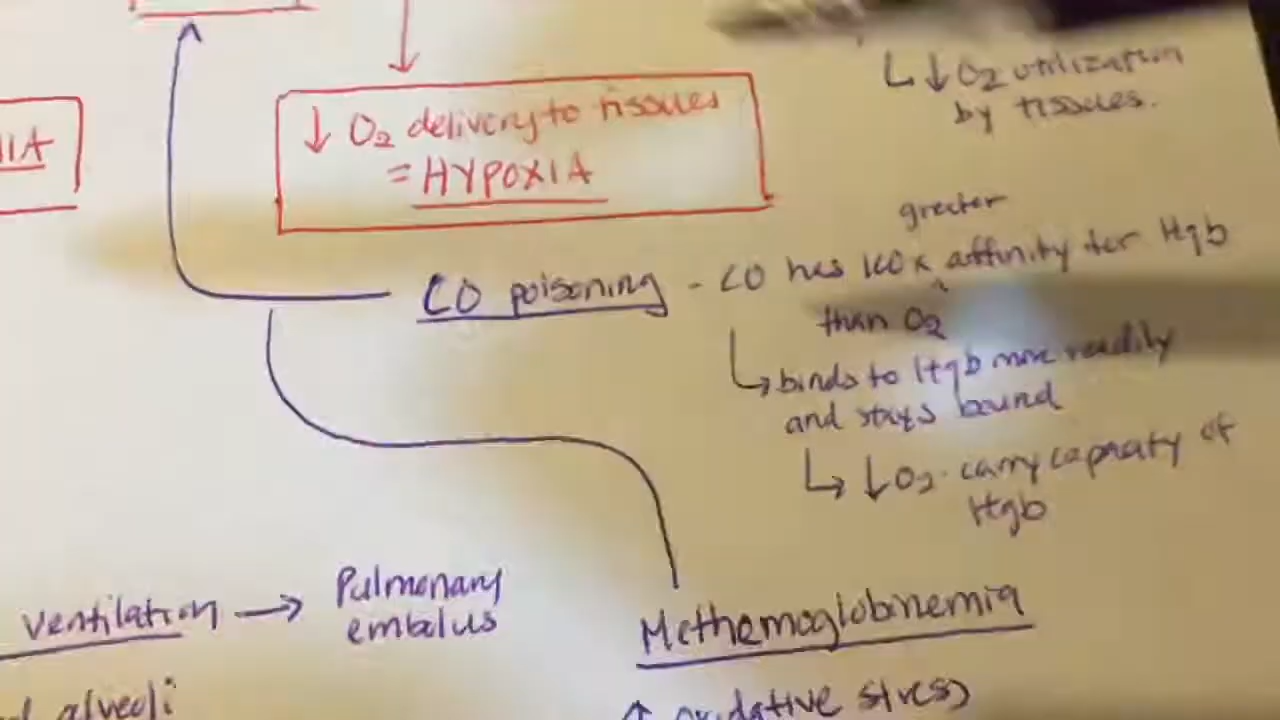 ↓ O2 utilization
by tissues.
IA
↓ O2 delivery to tissues
= HYPOXIA
greater
CO poisoning - CO has 100x affinity for Hgb
than O2
↳ binds to Hgb more readily
and stays bound
↳ ↓ O2 carry capacity of
Hgb
ventilation → Pulmonary
embolus
Methemoglobinemia
alveoli
↑ oxidative stress